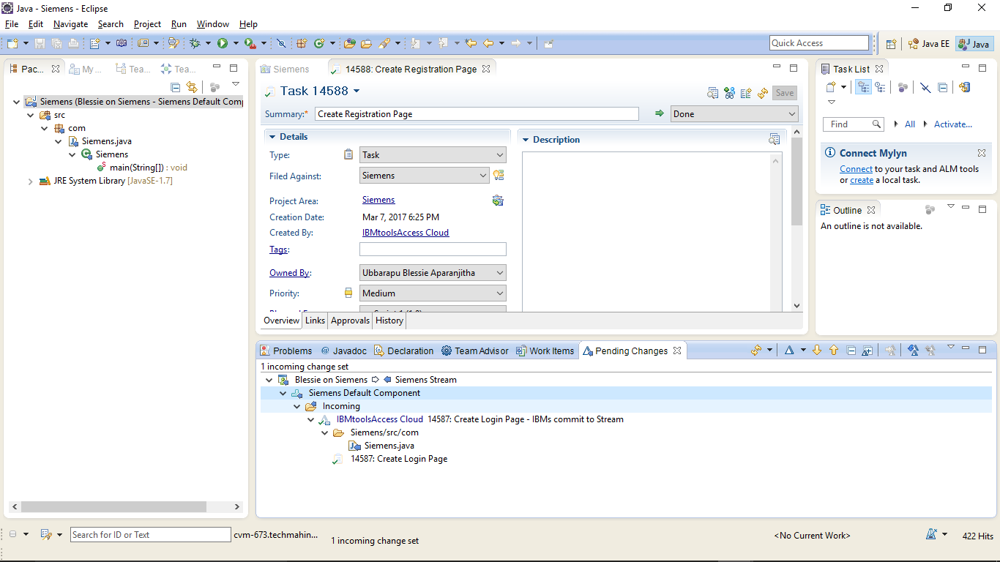 Java - Siemens - Eclipse
File Edit Navigate Search Project Run Window Help
Quick Access
Java EE
Java
Pac...
My ...
Tea...
Tea...
Siemens (Blessie on Siemens - Siemens Default Comp
src
com
Siemens.java
Siemens
main(String[]) : void
JRE System Library [JavaSE-1.7]
Siemens
14588: Create Registration Page
Task 14588
Save
Summary:* Create Registration Page
Done
Details
Type: Task
Filed Against: Siemens
Project Area: Siemens
Creation Date: Mar 7, 2017 6:25 PM
Created By: IBMtoolsAccess Cloud
Tags:
Owned By: Ubbarapu Blessie Aparanjitha
Priority: Medium
Description
Overview Links Approvals History
Task List
Find
All
Activate...
Connect Mylyn
Connect to your task and ALM tools
or create a local task.
Outline
An outline is not available.
Problems
@ Javadoc
Declaration
Team Advisor
Work Items
Pending Changes
1 incoming change set
Blessie on Siemens
Siemens Stream
Siemens Default Component
Incoming
IBMtoolsAccess Cloud 14587: Create Login Page - IBMs commit to Stream
Siemens/src/com
Siemens.java
14587: Create Login Page
Search for ID or Text
cvm-673.techmahin...
1 incoming change set
<No Current Work>
422 Hits